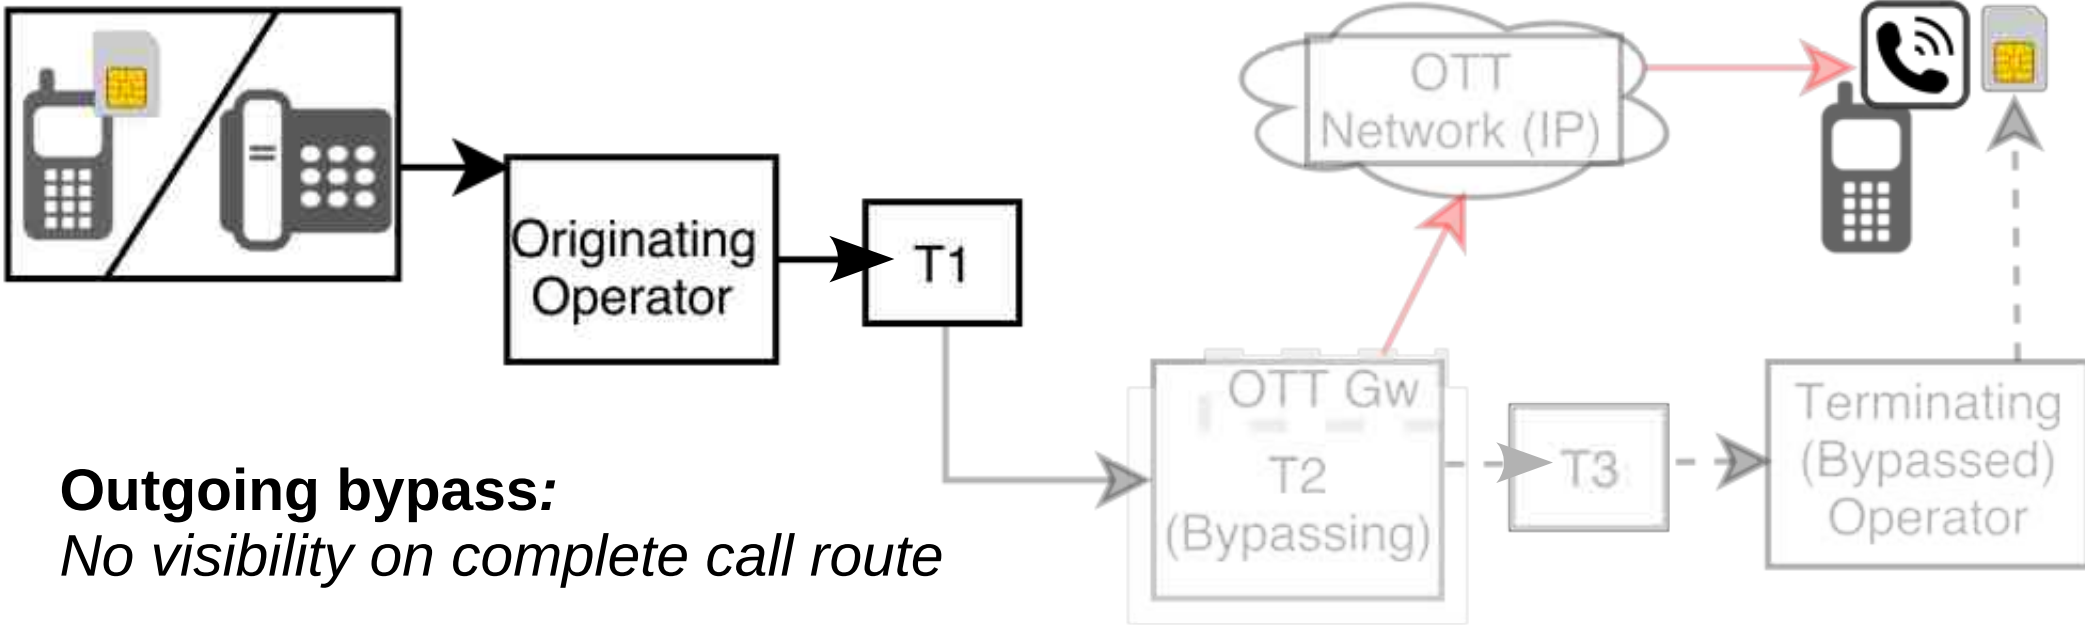 OTT
Network (IP)
Originating
Operator
T1
OTT Gw
T2
(Bypassing)
T3
Terminating
(Bypassed)
Operator
Outgoing bypass:
No visibility on complete call route